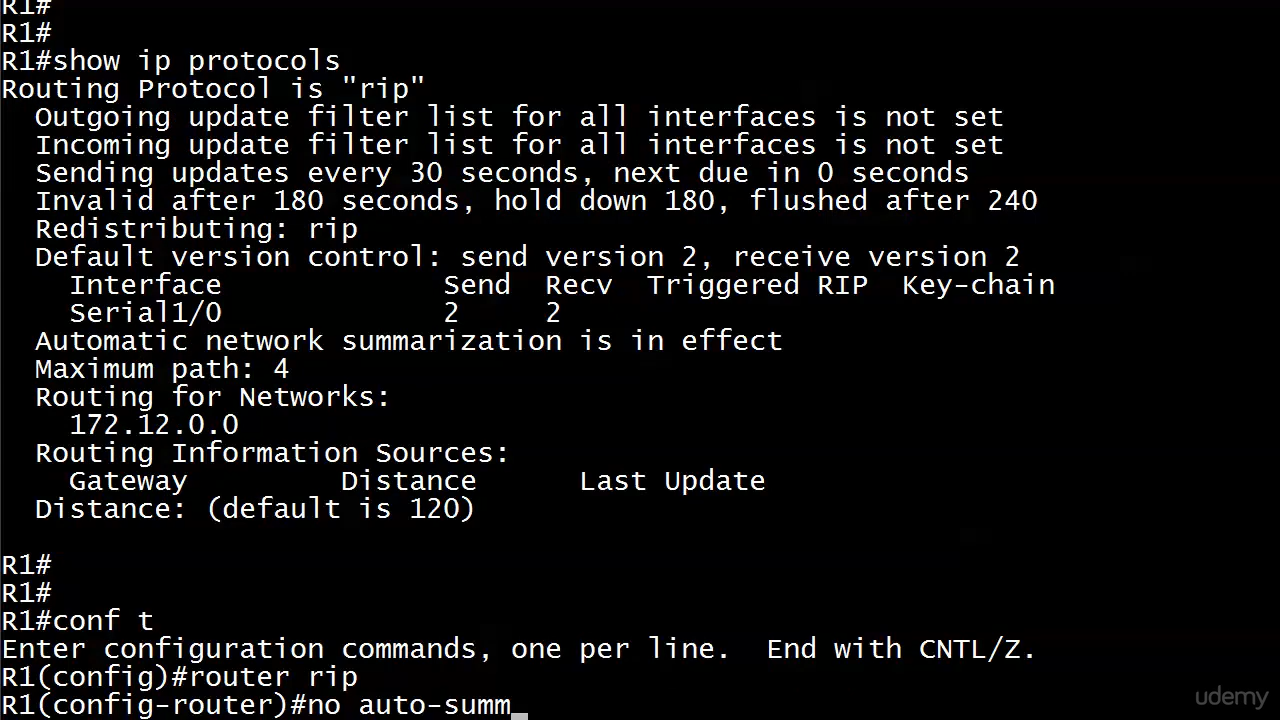 R1#
R1#
R1#show ip protocols
Routing Protocol is "rip"
  Outgoing update filter list for all interfaces is not set
  Incoming update filter list for all interfaces is not set
  Sending updates every 30 seconds, next due in 0 seconds
  Invalid after 180 seconds, hold down 180, flushed after 240
  Redistributing: rip
  Default version control: send version 2, receive version 2
    Interface             Send  Recv  Triggered RIP  Key-chain
    Serial1/0             2     2
  Automatic network summarization is in effect
  Maximum path: 4
  Routing for Networks:
    172.12.0.0
  Routing Information Sources:
    Gateway         Distance      Last Update
  Distance: (default is 120)
R1#
R1#
R1#conf t
Enter configuration commands, one per line.  End with CNTL/Z.
R1(config)#router rip
R1(config-router)#no auto-summ
udemy